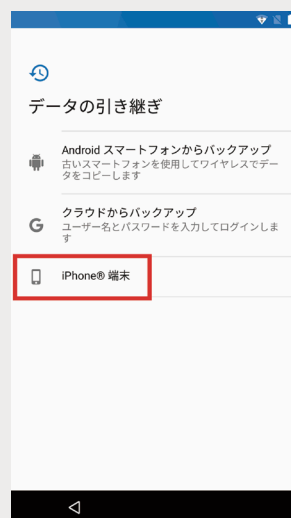 データの引き継ぎ
Android スマートフォンからバックアップ
古いスマートフォンを使用してワイヤレスでデー
タをコピーします
クラウドからバックアップ
ユーザー名とパスワードを入力してログインしま
す
iPhone® 端末